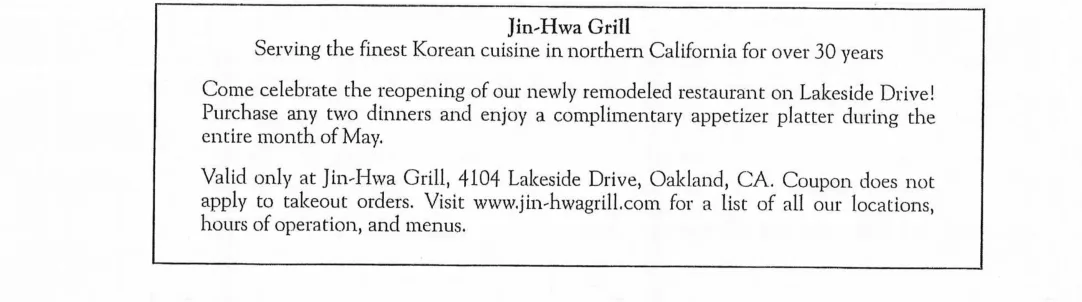 Jin-Hwa Grill
Serving the finest Korean cuisine in northern California for over 30 years
Come celebrate the reopening of our newly remodeled restaurant on Lakeside Drive!
Purchase any two dinners and enjoy a complimentary appetizer platter during the
entire month of May.
Valid only at Jin-Hwa Grill, 4104 Lakeside Drive, Oakland, CA. Coupon does not
apply to takeout orders. Visit www.jin-hwagrill.com for a list of all our locations,
hours of operation, and menus.